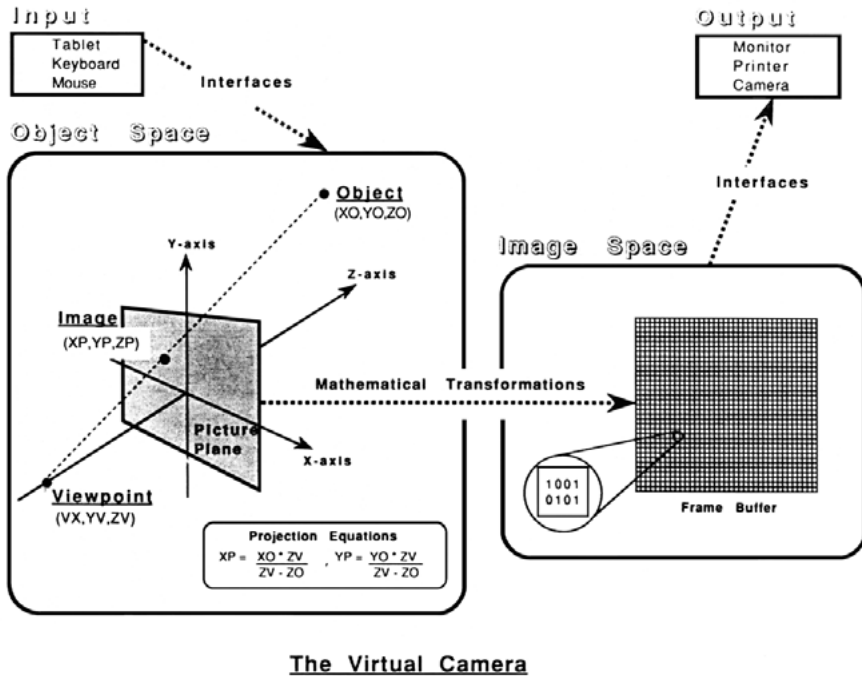 Input
Tablet
Keyboard
Mouse
Interfaces
Output
Monitor
Printer
Camera
Interfaces
Object Space
Object
(XO,YO,ZO)
Y-axis
Z-axis
Image
(XP,YP,ZP)
Picture
Plane
X-axis
Viewpoint
(VX,YV,ZV)
Projection Equations
XP = XO * ZV / ZV - ZO , YP = YO * ZV / ZV - ZO
Mathematical Transformations
Image Space
1001
0101
Frame Buffer
The Virtual Camera